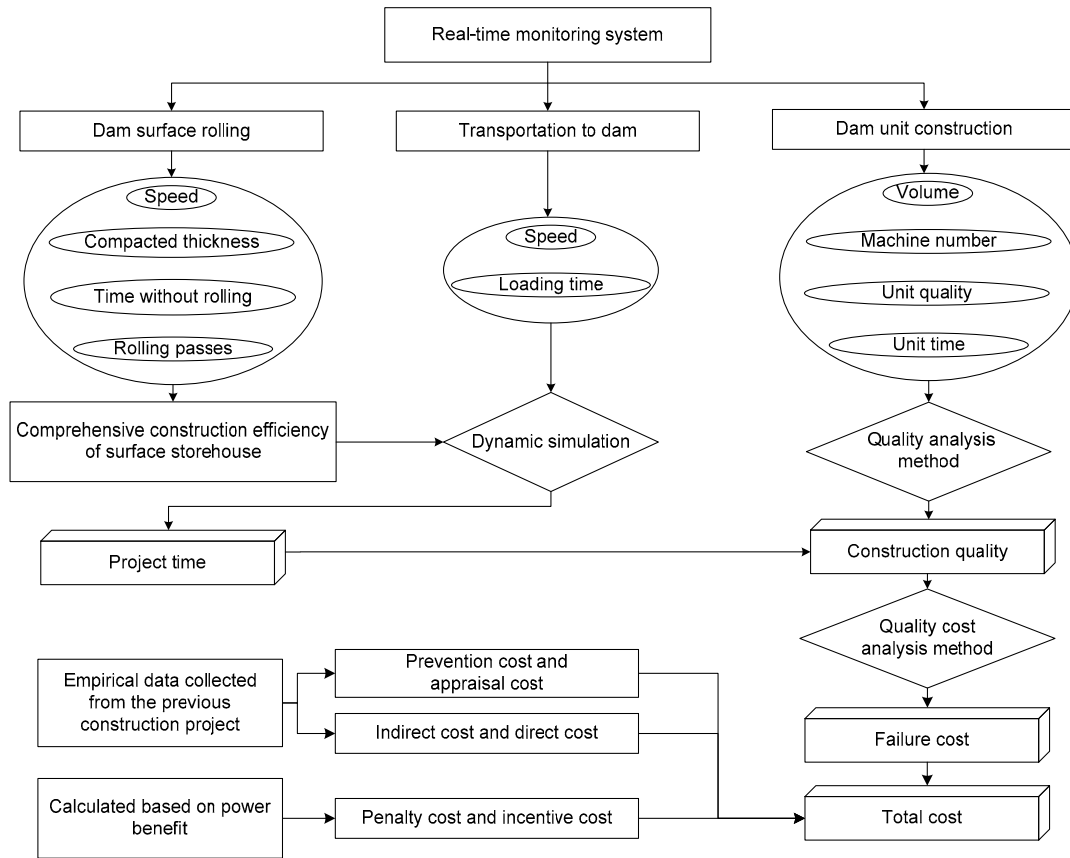 Real-time monitoring system
Dam surface rolling
Transportation to dam
Dam unit construction
Speed
Compacted thickness
Time without rolling
Rolling passes
Speed
Loading time
Volume
Machine number
Unit quality
Unit time
Comprehensive construction efficiency
of surface storehouse
Dynamic simulation
Quality analysis
method
Project time
Construction quality
Quality cost
analysis method
Empirical data collected
from the previous
construction project
Prevention cost and
appraisal cost
Indirect cost and direct cost
Failure cost
Calculated based on power
benefit
Penalty cost and incentive cost
Total cost